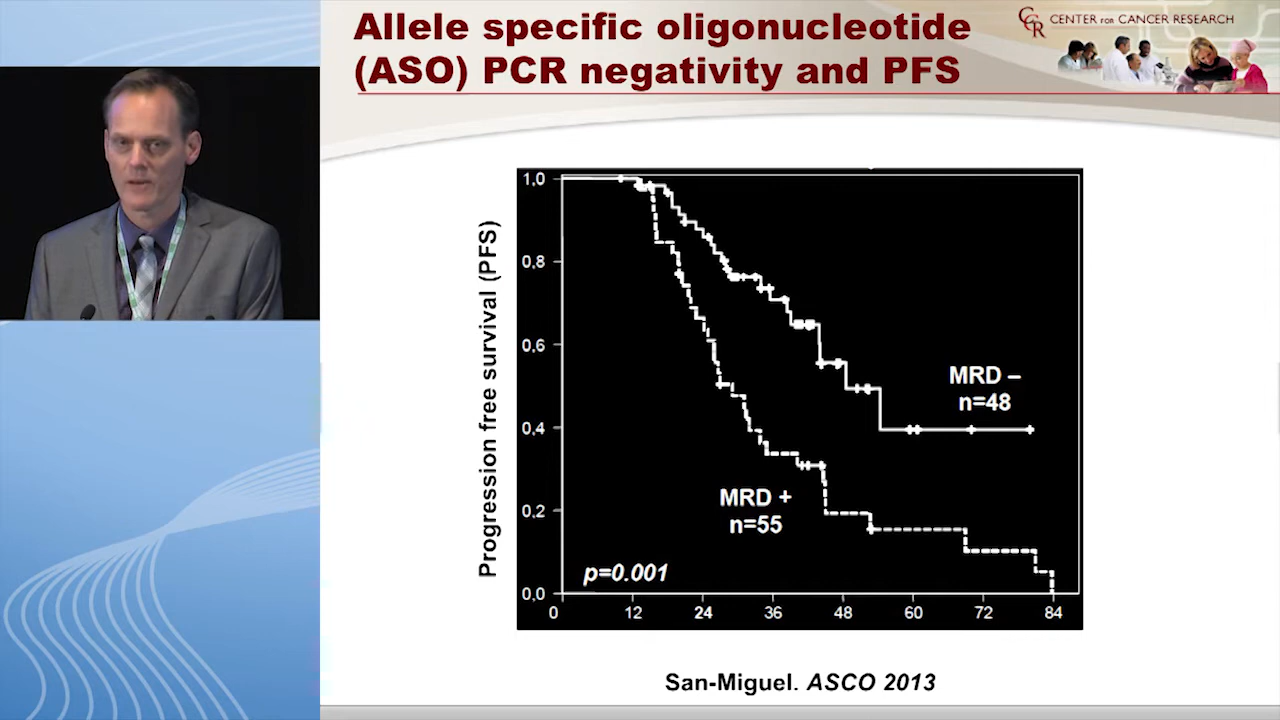 Allele specific oligonucleotide
(ASO) PCR negativity and PFS
CCR CENTER for CANCER RESEARCH
Progression free survival (PFS)
1,0
0,8
0,6
0,4
0,2
0,0
MRD –
n=48
MRD +
n=55
p=0.001
0 12 24 36 48 60 72 84
San-Miguel. ASCO 2013